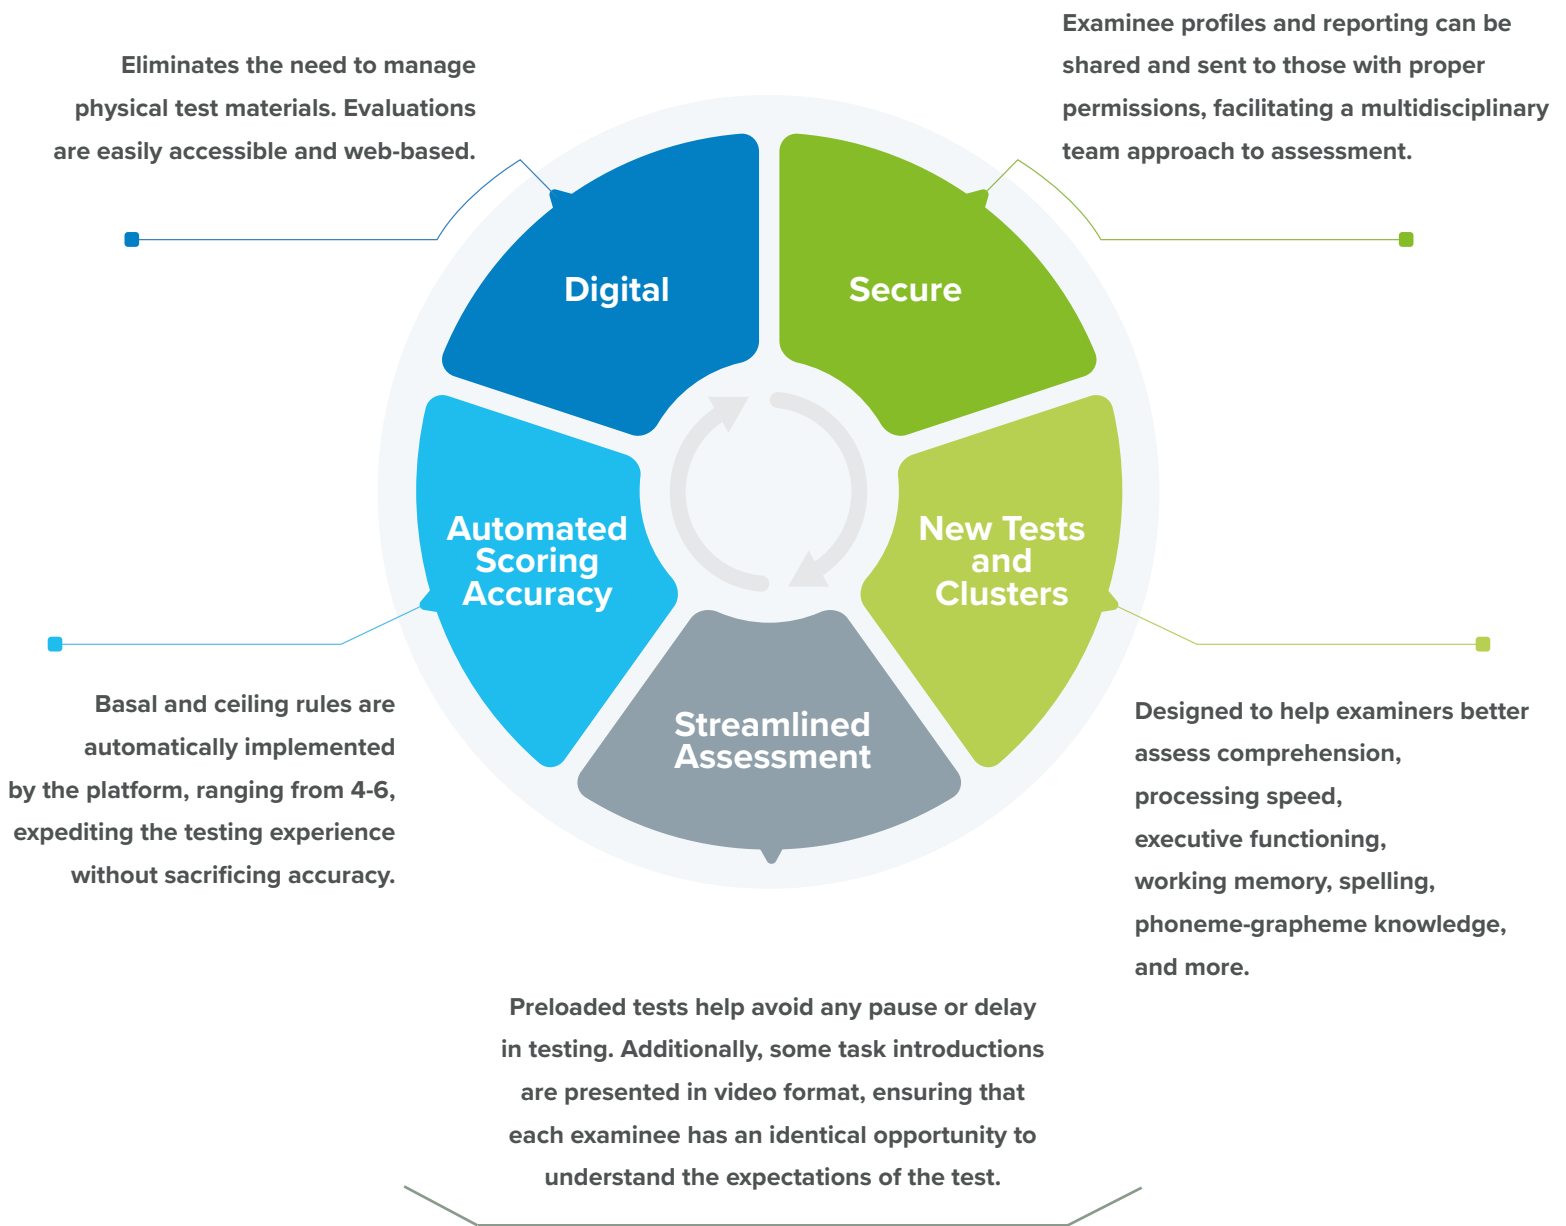 Eliminates the need to manage
physical test materials. Evaluations
are easily accessible and web-based.
Examinee profiles and reporting can be
shared and sent to those with proper
permissions, facilitating a multidisciplinary
team approach to assessment.
Digital
Secure
Automated
Scoring
Accuracy
New Tests
and
Clusters
Streamlined
Assessment
Basal and ceiling rules are
automatically implemented
by the platform, ranging from 4-6,
expediting the testing experience
without sacrificing accuracy.
Designed to help examiners better
assess comprehension,
processing speed,
executive functioning,
working memory, spelling,
phoneme-grapheme knowledge,
and more.
Preloaded tests help avoid any pause or delay
in testing. Additionally, some task introductions
are presented in video format, ensuring that
each examinee has an identical opportunity to
understand the expectations of the test.